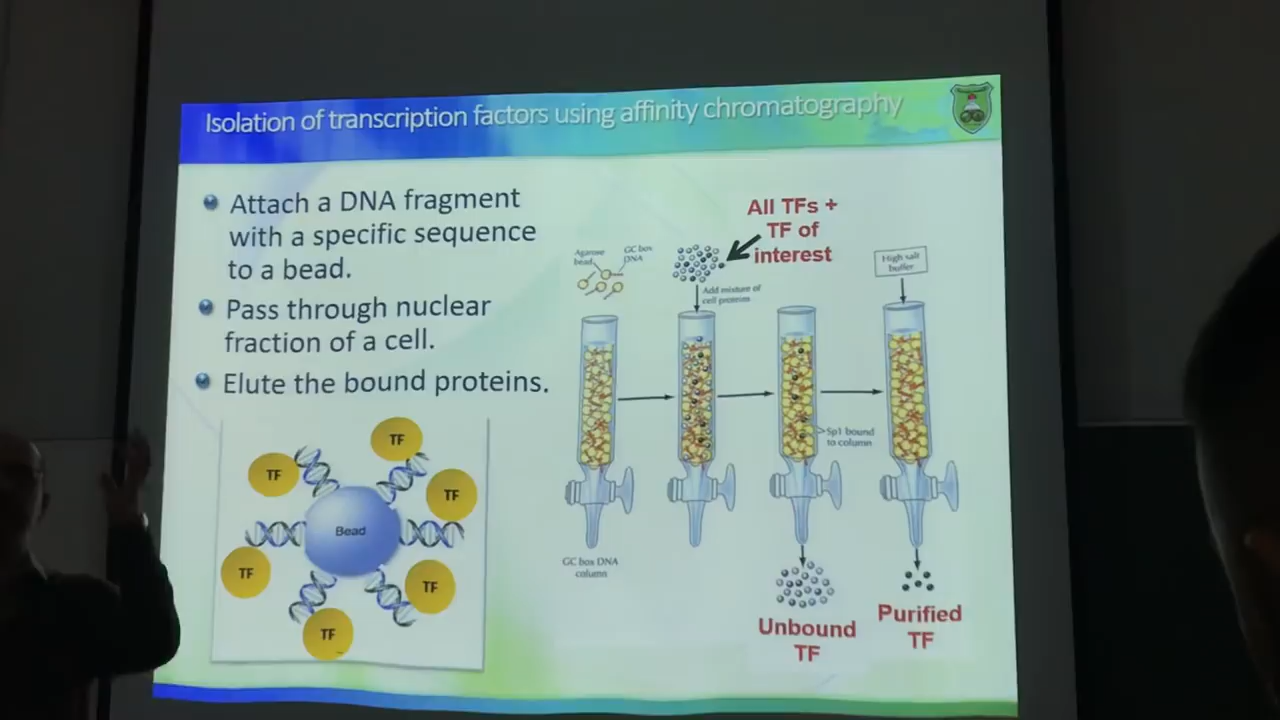 Isolation of transcription factors using affinity chromatography
Attach a DNA fragment
with a specific sequence
to a bead.
Pass through nuclear
fraction of a cell.
Elute the bound proteins.
TF
TF
TF
Bead
TF
TF
TF
All TFs +
TF of
interest
Agarose
bead
GC box
DNA
Add mixture of
cell proteins
High salt
buffer
Sp1 bound
to column
GC box DNA
column
Unbound
TF
Purified
TF